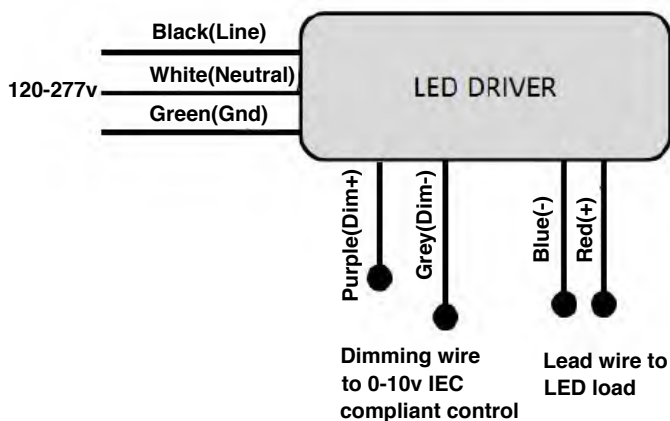 Black(Line)
White(Neutral)
120-277v
Green(Gnd)
LED DRIVER
Purple(Dim+)
Grey(Dim-)
Blue(-)
Red(+)
Dimming wire
to 0-10v IEC
compliant control
Lead wire to
LED load